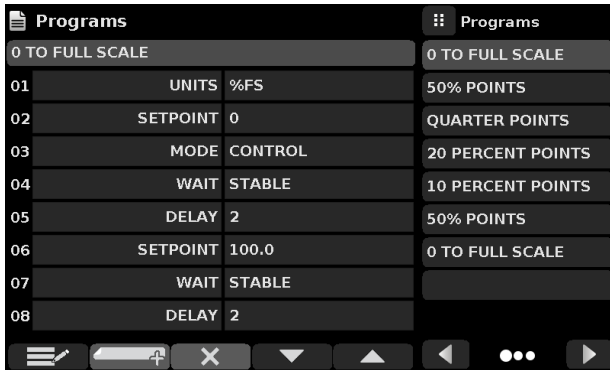 Programs
0 TO FULL SCALE
01 UNITS %FS
02 SETPOINT 0
03 MODE CONTROL
04 WAIT STABLE
05 DELAY 2
06 SETPOINT 100.0
07 WAIT STABLE
08 DELAY 2
Programs
0 TO FULL SCALE
50% POINTS
QUARTER POINTS
20 PERCENT POINTS
10 PERCENT POINTS
50% POINTS
0 TO FULL SCALE